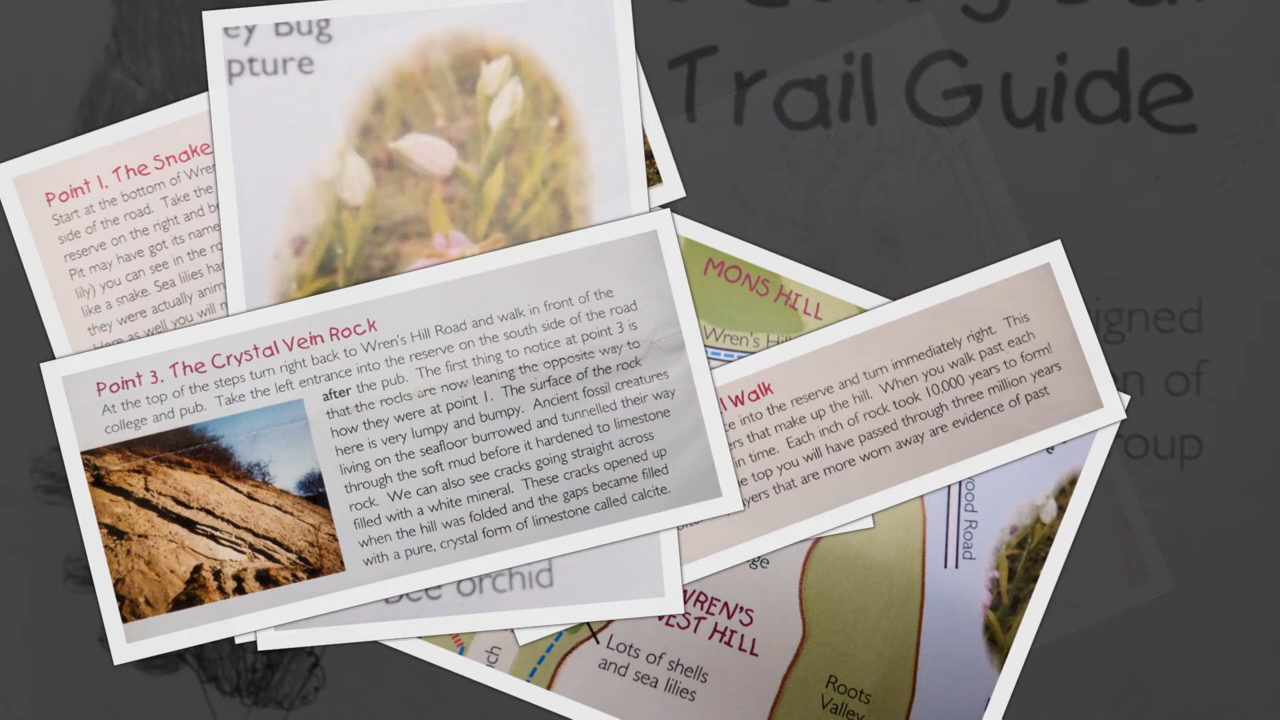 Trail Guide
ey Bug
pture
Point 1. The Snake
Start at the bottom of Wren
side of the road. Take the
reserve on the right and be
Pit may have got its name
lily) you can see in the ro
like a snake. Sea lilies ha
they were actually anim
Here as well you will n
Point 3. The Crystal Vein Rock
At the top of the steps turn right back to Wren's Hill Road and walk in front of the
college and pub. Take the left entrance into the reserve on the south side of the road
after the pub. The first thing to notice at point 3 is
that the rocks are now leaning the opposite way to
how they were at point 1. The surface of the rock
here is very lumpy and bumpy. Ancient fossil creatures
living on the seafloor burrowed and tunnelled their way
through the soft mud before it hardened to limestone
rock. We can also see cracks going straight across
filled with a white mineral. These cracks opened up
when the hill was folded and the gaps became filled
with a pure, crystal form of limestone called calcite.
MONS HILL
Wren's Hil
l Walk
e into the reserve and turn immediately right. This
ers that make up the hill. When you walk past each
in time. Each inch of rock took 10,000 years to form!
e top you will have passed through three million years
yers that are more worn away are evidence of past
igned
n of
roup
Bee orchid
ge
WREN'S
NEST HILL
Lots of shells
and sea lilies
Roots
Valley
ood Road
ch